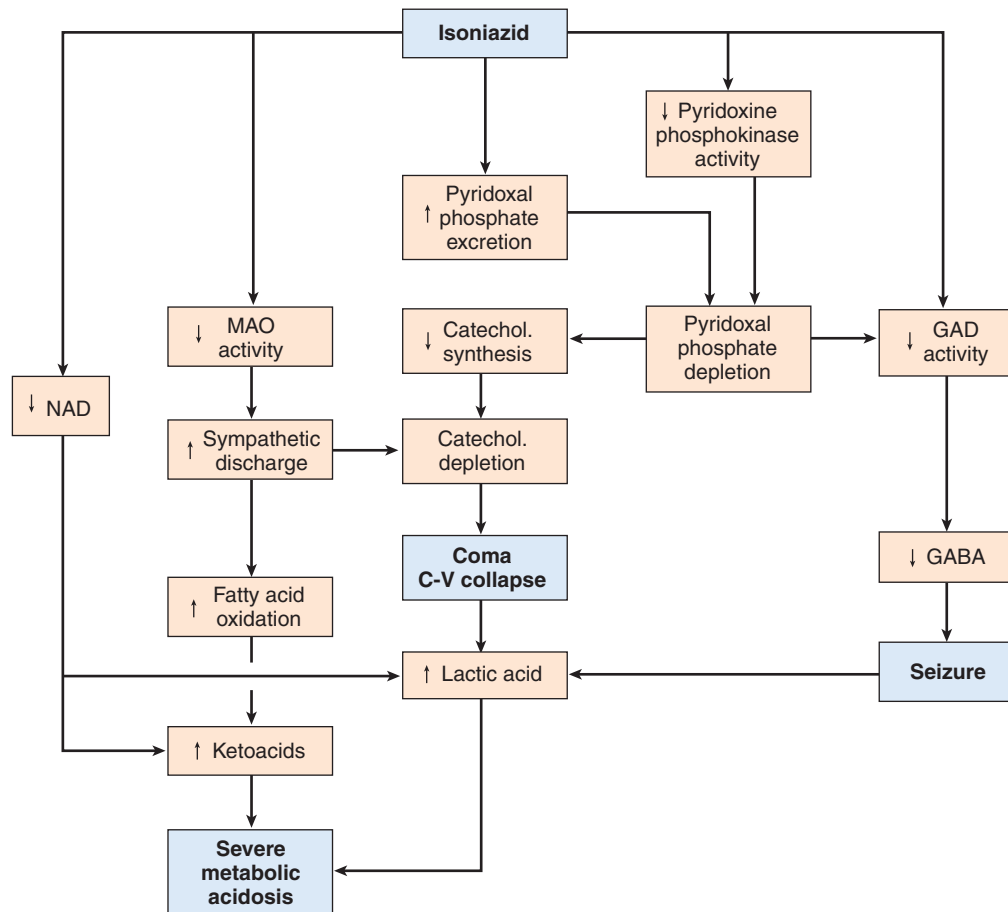 Isoniazid
↓ Pyridoxine
phosphokinase
activity
↑ Pyridoxal
phosphate
excretion
↓ MAO
activity
↓ Catechol.
synthesis
Pyridoxal
phosphate
depletion
↓ GAD
activity
↓ NAD
↑ Sympathetic
discharge
Catechol.
depletion
Coma
C-V collapse
↓ GABA
↑ Fatty acid
oxidation
↑ Lactic acid
Seizure
↑ Ketoacids
Severe
metabolic
acidosis